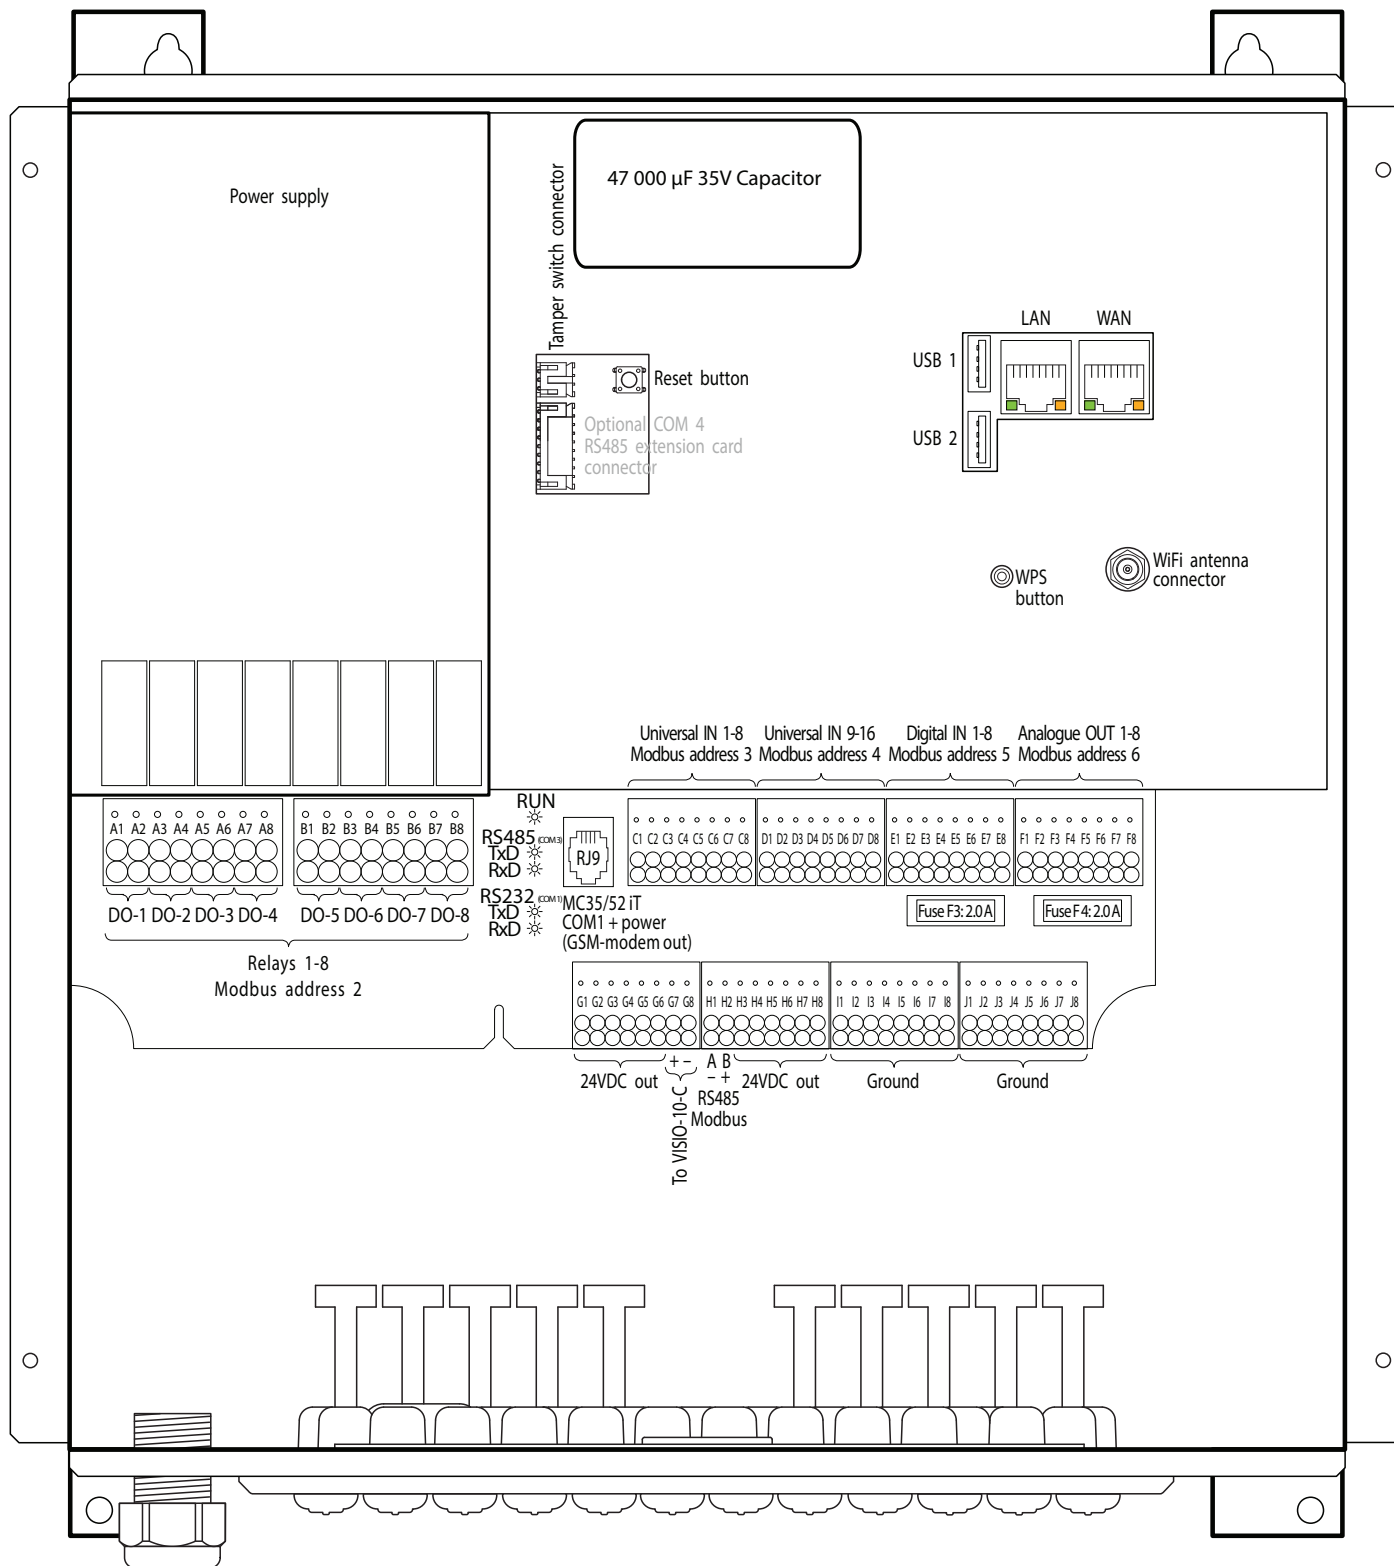 Power supply
47 000 µF 35V Capacitor
Tamper switch connector
LAN WAN
USB 1
USB 2
Reset button
Optional COM 4
RS485 extension card
connector
WPS
button
WiFi antenna
connector
Universal IN 1-8
Modbus address 3
Universal IN 9-16
Modbus address 4
Digital IN 1-8
Modbus address 5
Analogue OUT 1-8
Modbus address 6
A1 A2 A3 A4 A5 A6 A7 A8
B1 B2 B3 B4 B5 B6 B7 B8
DO-1 DO-2 DO-3 DO-4
DO-5 DO-6 DO-7 DO-8
Relays 1-8
Modbus address 2
RUN
RS485 (COM 3)
TxD
RxD
RS232 (COM 1)
TxD
RxD
RJ9
MC35/52 iT
COM1 + power
(GSM-modem out)
C1 C2 C3 C4 C5 C6 C7 C8
D1 D2 D3 D4 D5 D6 D7 D8
E1 E2 E3 E4 E5 E6 E7 E8
F1 F2 F3 F4 F5 F6 F7 F8
Fuse F3: 2.0 A
Fuse F 4: 2.0 A
G1 G2 G3 G4 G5 G6 G7 G8
H1 H2 H3 H4 H5 H6 H7 H8
I1 I2 I3 I4 I5 I6 I7 I8
J1 J2 J3 J4 J5 J6 J7 J8
24VDC out
+ −
To VISIO-10-C
A B
− +
RS485
Modbus
24VDC out
Ground
Ground